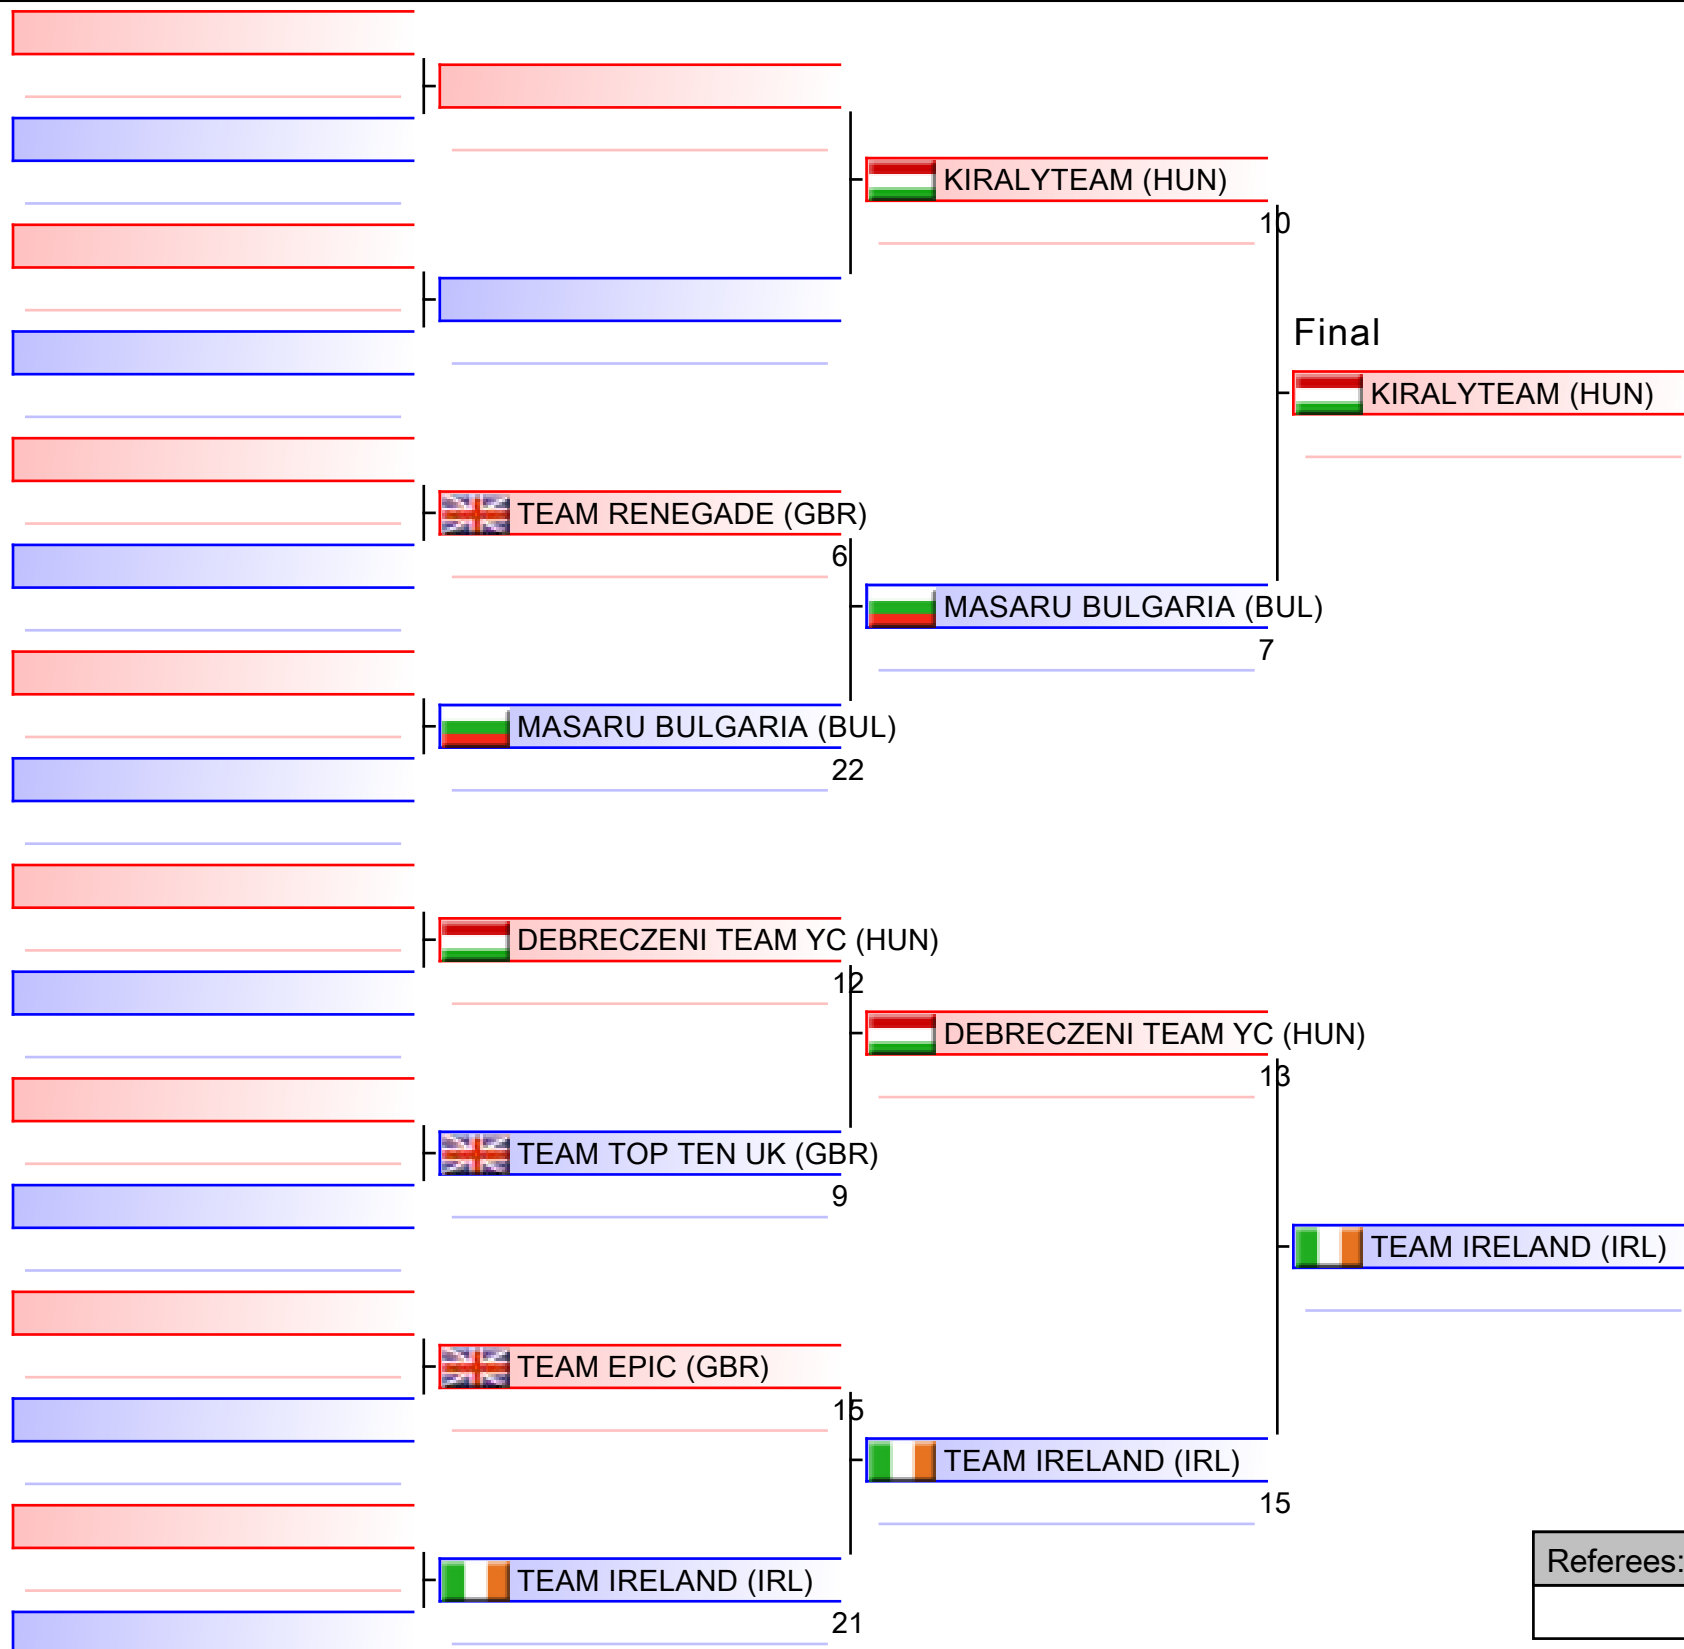 KIRALYTEAM (HUN)
10
Final
KIRALYTEAM (HUN)
TEAM RENEGADE (GBR)
6
MASARU BULGARIA (BUL)
7
MASARU BULGARIA (BUL)
22
DEBRECZENI TEAM YC (HUN)
12
DEBRECZENI TEAM YC (HUN)
13
TEAM TOP TEN UK (GBR)
9
TEAM IRELAND (IRL)
TEAM EPIC (GBR)
15
TEAM IRELAND (IRL)
15
Referees:
TEAM IRELAND (IRL)
21